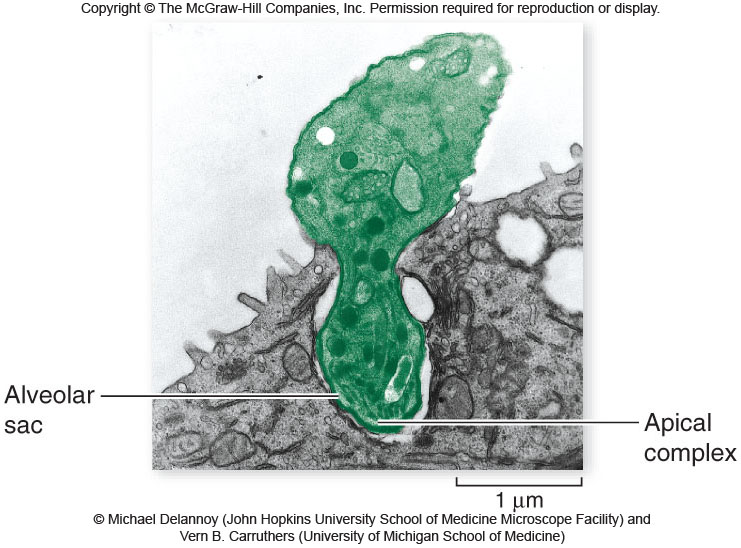 Copyright © The McGraw-Hill Companies, Inc. Permission required for reproduction or display.
Alveolar
sac
Apical
complex
1 μm
© Michael Delannoy (John Hopkins University School of Medicine Microscope Facility) and
Vern B. Carruthers (University of Michigan School of Medicine)